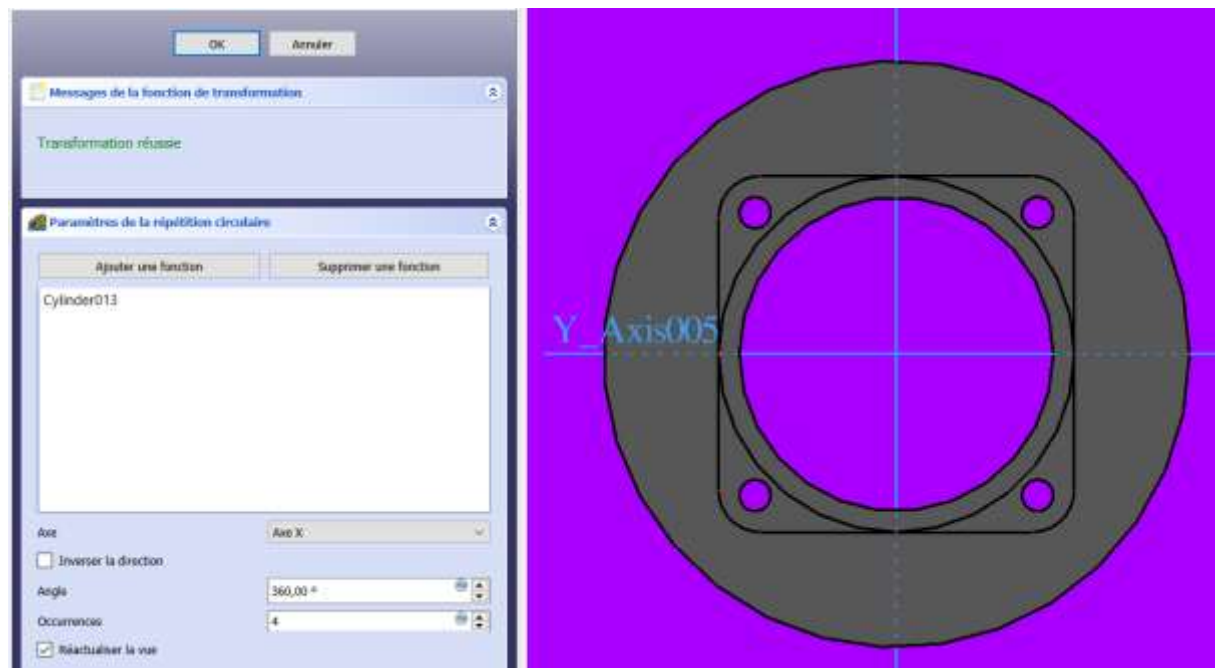 OK Annuler
Messages de la fonction de transformation
Transformation réussie
Paramètres de la répétition circulaire
Ajouter une fonction Supprimer une fonction
Cylinder013
Y_Axis005
Axe Axe X
Inverser la direction
Angle 360,00 °
Occurrences 4
Réactualiser la vue